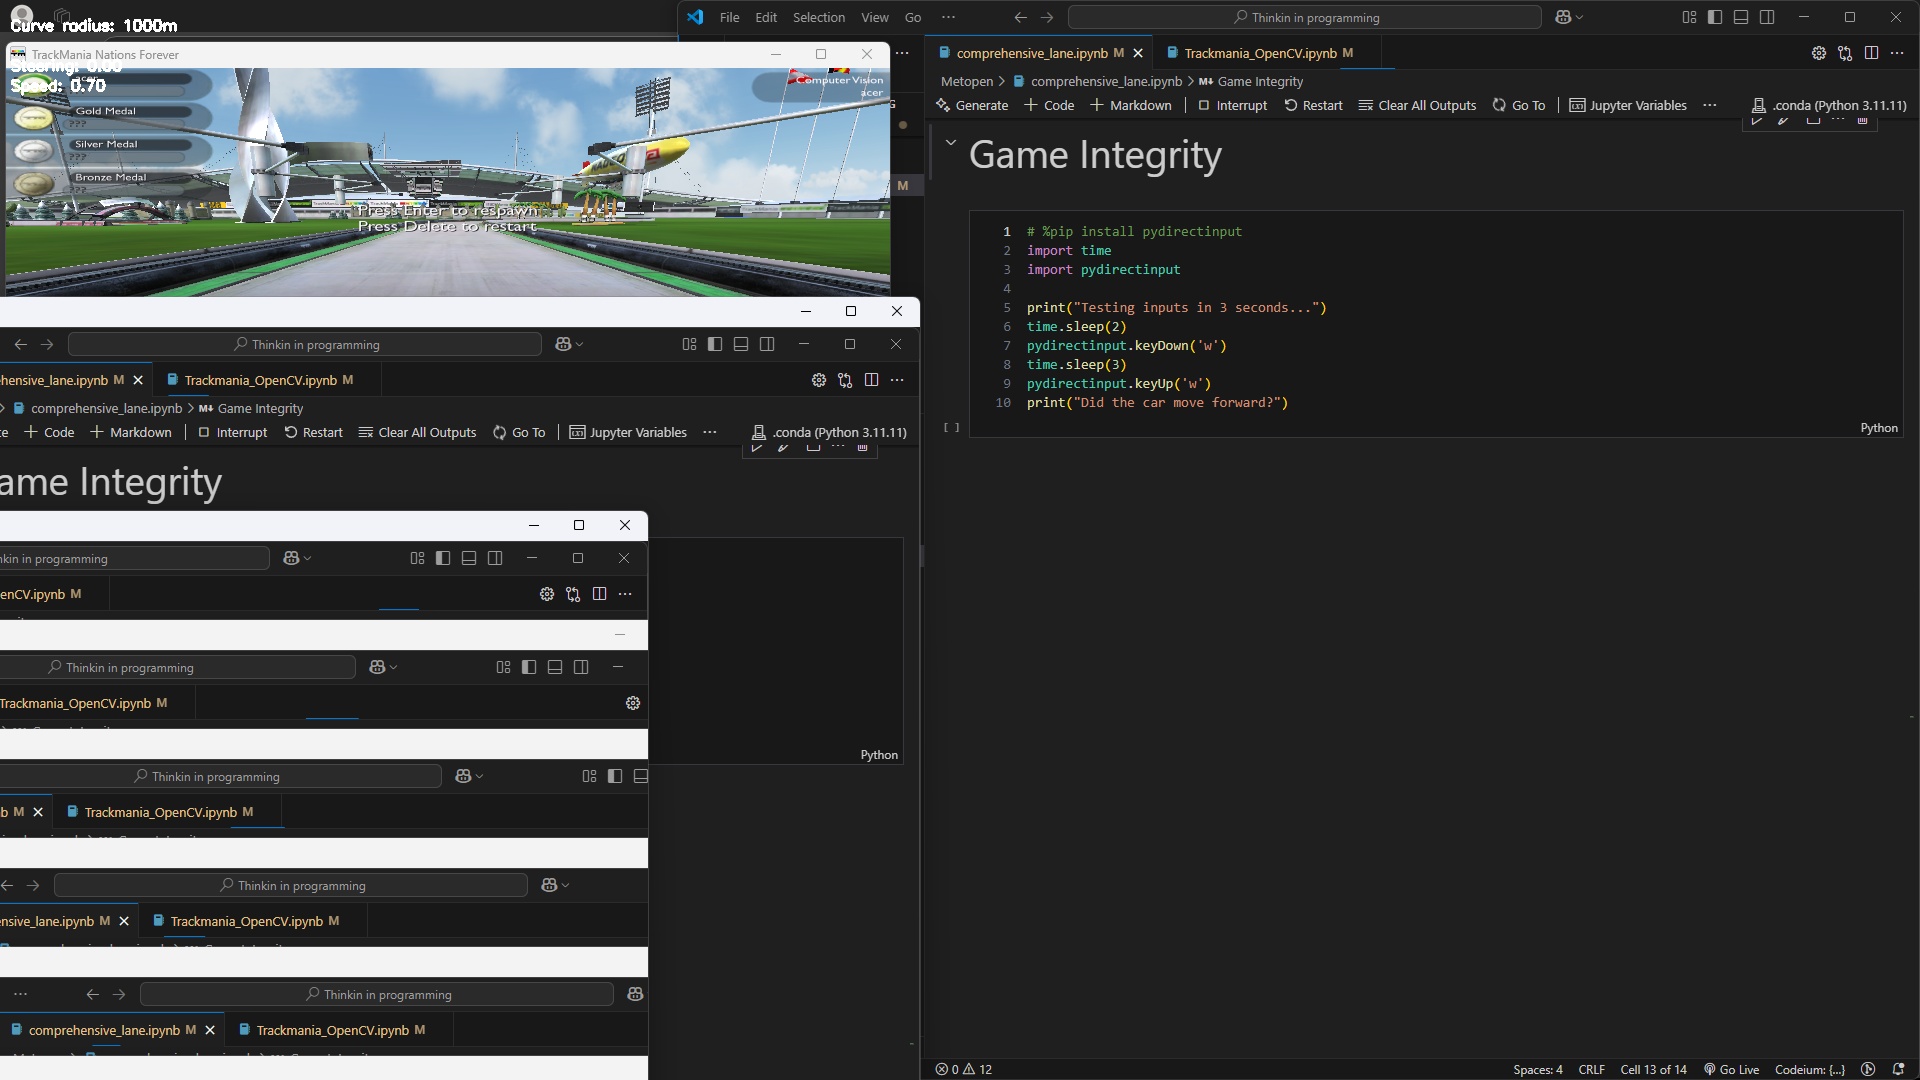 Curve radius: 1000m
TrackMania Nations Forever
Steering: 0.00
Speed: 0.70
acer
Gold Medal
???
Silver Medal
???
Bronze Medal
???
Computer Vision
acer
Press Enter to respawn
Press Delete to restart
File Edit Selection View Go ···
Thinkin in programming
comprehensive_lane.ipynb M
Trackmania_OpenCV.ipynb M
Metopen > comprehensive_lane.ipynb > M↓ Game Integrity
Generate + Code + Markdown Interrupt Restart Clear All Outputs Go To Jupyter Variables ··· .conda (Python 3.11.11)
M
Game Integrity
1 # %pip install pydirectinput
2 import time
3 import pydirectinput
4
5 print("Testing inputs in 3 seconds...")
6 time.sleep(2)
7 pydirectinput.keyDown('w')
8 time.sleep(3)
9 pydirectinput.keyUp('w')
10 print("Did the car move forward?")
[ ]
Python
Thinkin in programming
hensive_lane.ipynb M
Trackmania_OpenCV.ipynb M
comprehensive_lane.ipynb > M↓ Game Integrity
te + Code + Markdown Interrupt Restart Clear All Outputs Go To Jupyter Variables ··· .conda (Python 3.11.11)
ame Integrity
Python
nkin in programming
enCV.ipynb M
Thinkin in programming
Trackmania_OpenCV.ipynb M
Thinkin in programming
b M
Trackmania_OpenCV.ipynb M
Thinkin in programming
ensive_lane.ipynb M
Trackmania_OpenCV.ipynb M
Thinkin in programming
comprehensive_lane.ipynb M
Trackmania_OpenCV.ipynb M
0 12
Spaces: 4 CRLF Cell 13 of 14 Go Live Codeium: {...}